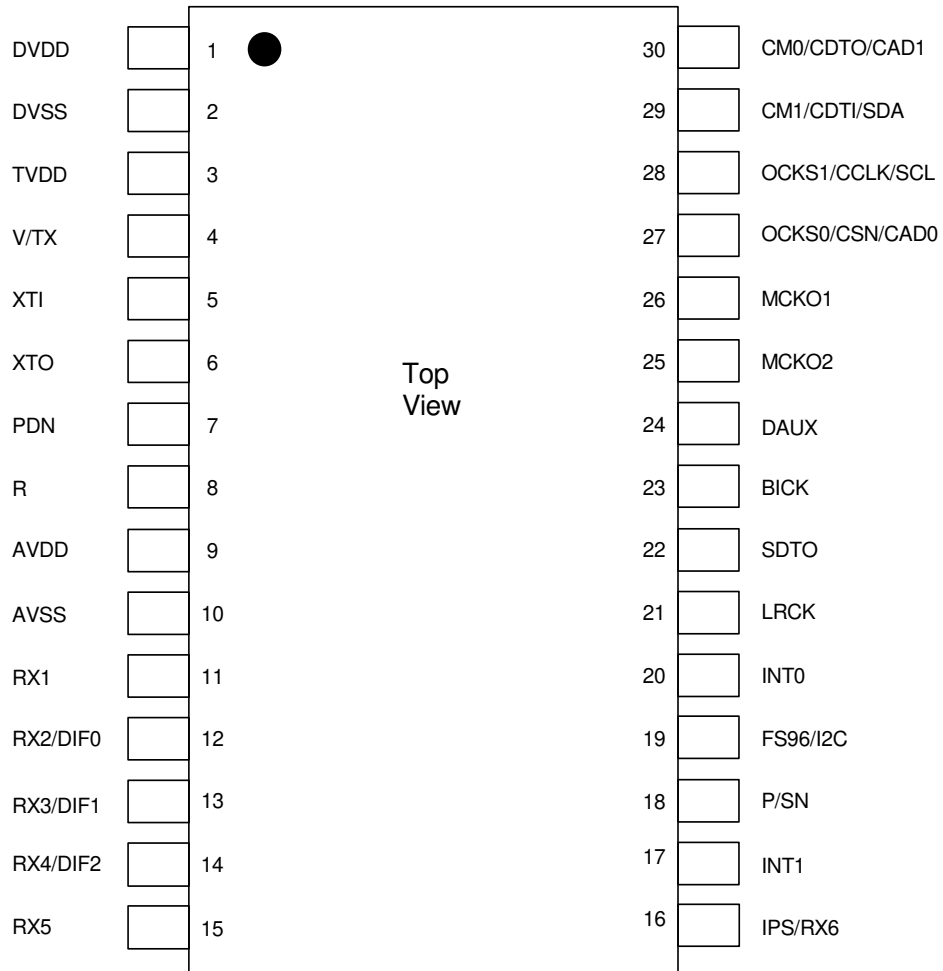 DVDD 1 30 CM0/CDTO/CAD1
DVSS 2 29 CM1/CDTI/SDA
TVDD 3 28 OCKS1/CCLK/SCL
V/TX 4 27 OCKS0/CSN/CAD0
XTI 5 26 MCKO1
XTO 6 25 MCKO2
Top
View
PDN 7 24 DAUX
R 8 23 BICK
AVDD 9 22 SDTO
AVSS 10 21 LRCK
RX1 11 20 INT0
RX2/DIF0 12 19 FS96/I2C
RX3/DIF1 13 18 P/SN
RX4/DIF2 14 17 INT1
RX5 15 16 IPS/RX6